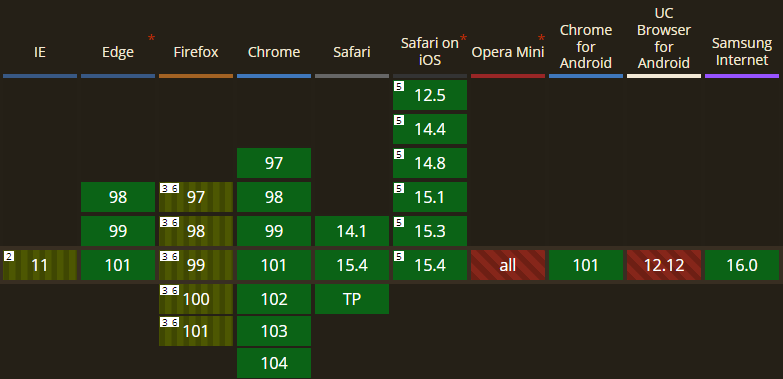 IE Edge * Firefox Chrome Safari Safari on iOS * Opera Mini Chrome for Android UC Browser for Android Samsung Internet
5 12.5
5 14.4
97 5 14.8
98 3 6 97 98 5 15.1
99 3 6 98 99 14.1 5 15.3
2 11 101 3 6 99 101 15.4 5 15.4 all 101 12.12 16.0
3 6 100 102 TP
3 6 101 103
104